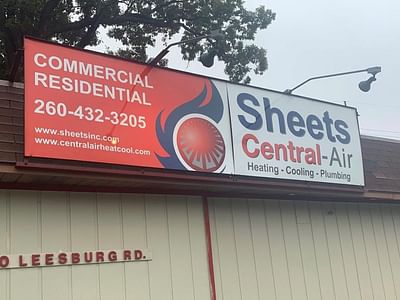 COMMERCIAL
RESIDENTIAL
260-432-3205
www.sheetsinc.com
www.centralairheatcool.com
Sheets
Central-Air
Heating - Cooling - Plumbing
O LEESBURG RD.